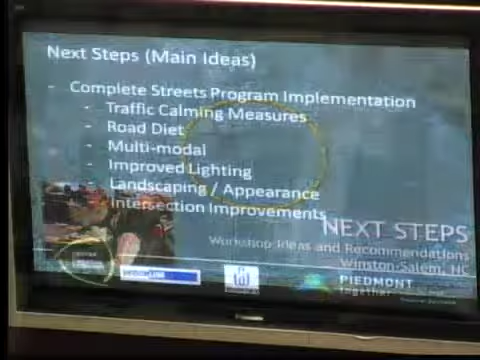 Next Steps (Main Ideas)
- Complete Streets Program Implementation
- Traffic Calming Measures
- Road Diet
- Multi-modal
- Improved Lighting
- Landscaping / Appearance
- Intersection Improvements
NEXT STEPS
Workshop Ideas and Recommendations
Winston-Salem, NC
PIEDMONT
together